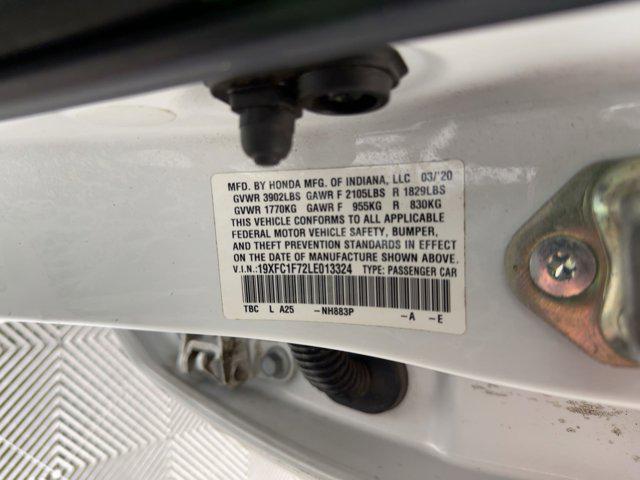 MFD. BY HONDA MFG. OF INDIANA, LLC 03/'20
GVWR 3902LBS GAWR F 2105LBS R 1829LBS
GVWR 1770KG GAWR F 955KG R 830KG
THIS VEHICLE CONFORMS TO ALL APPLICABLE
FEDERAL MOTOR VEHICLE SAFETY, BUMPER,
AND THEFT PREVENTION STANDARDS IN EFFECT
ON THE DATE OF MANUFACTURE SHOWN ABOVE.
V.I.N.:19XFC1F72LE013324 TYPE: PASSENGER CAR
TBC L A25 -NH883P -A -E